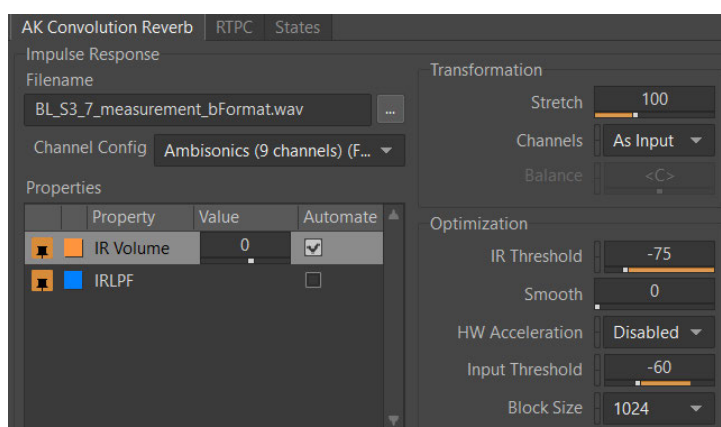 AK Convolution Reverb RTPC States
Impulse Response
Filename
BL_S3_7_measurement_bFormat.wav ...
Channel Config Ambisonics (9 channels) (F...
Properties
Property Value Automate
IR Volume 0
IRLPF
Transformation
Stretch 100
Channels As Input
Balance <C>
Optimization
IR Threshold -75
Smooth 0
HW Acceleration Disabled
Input Threshold -60
Block Size 1024